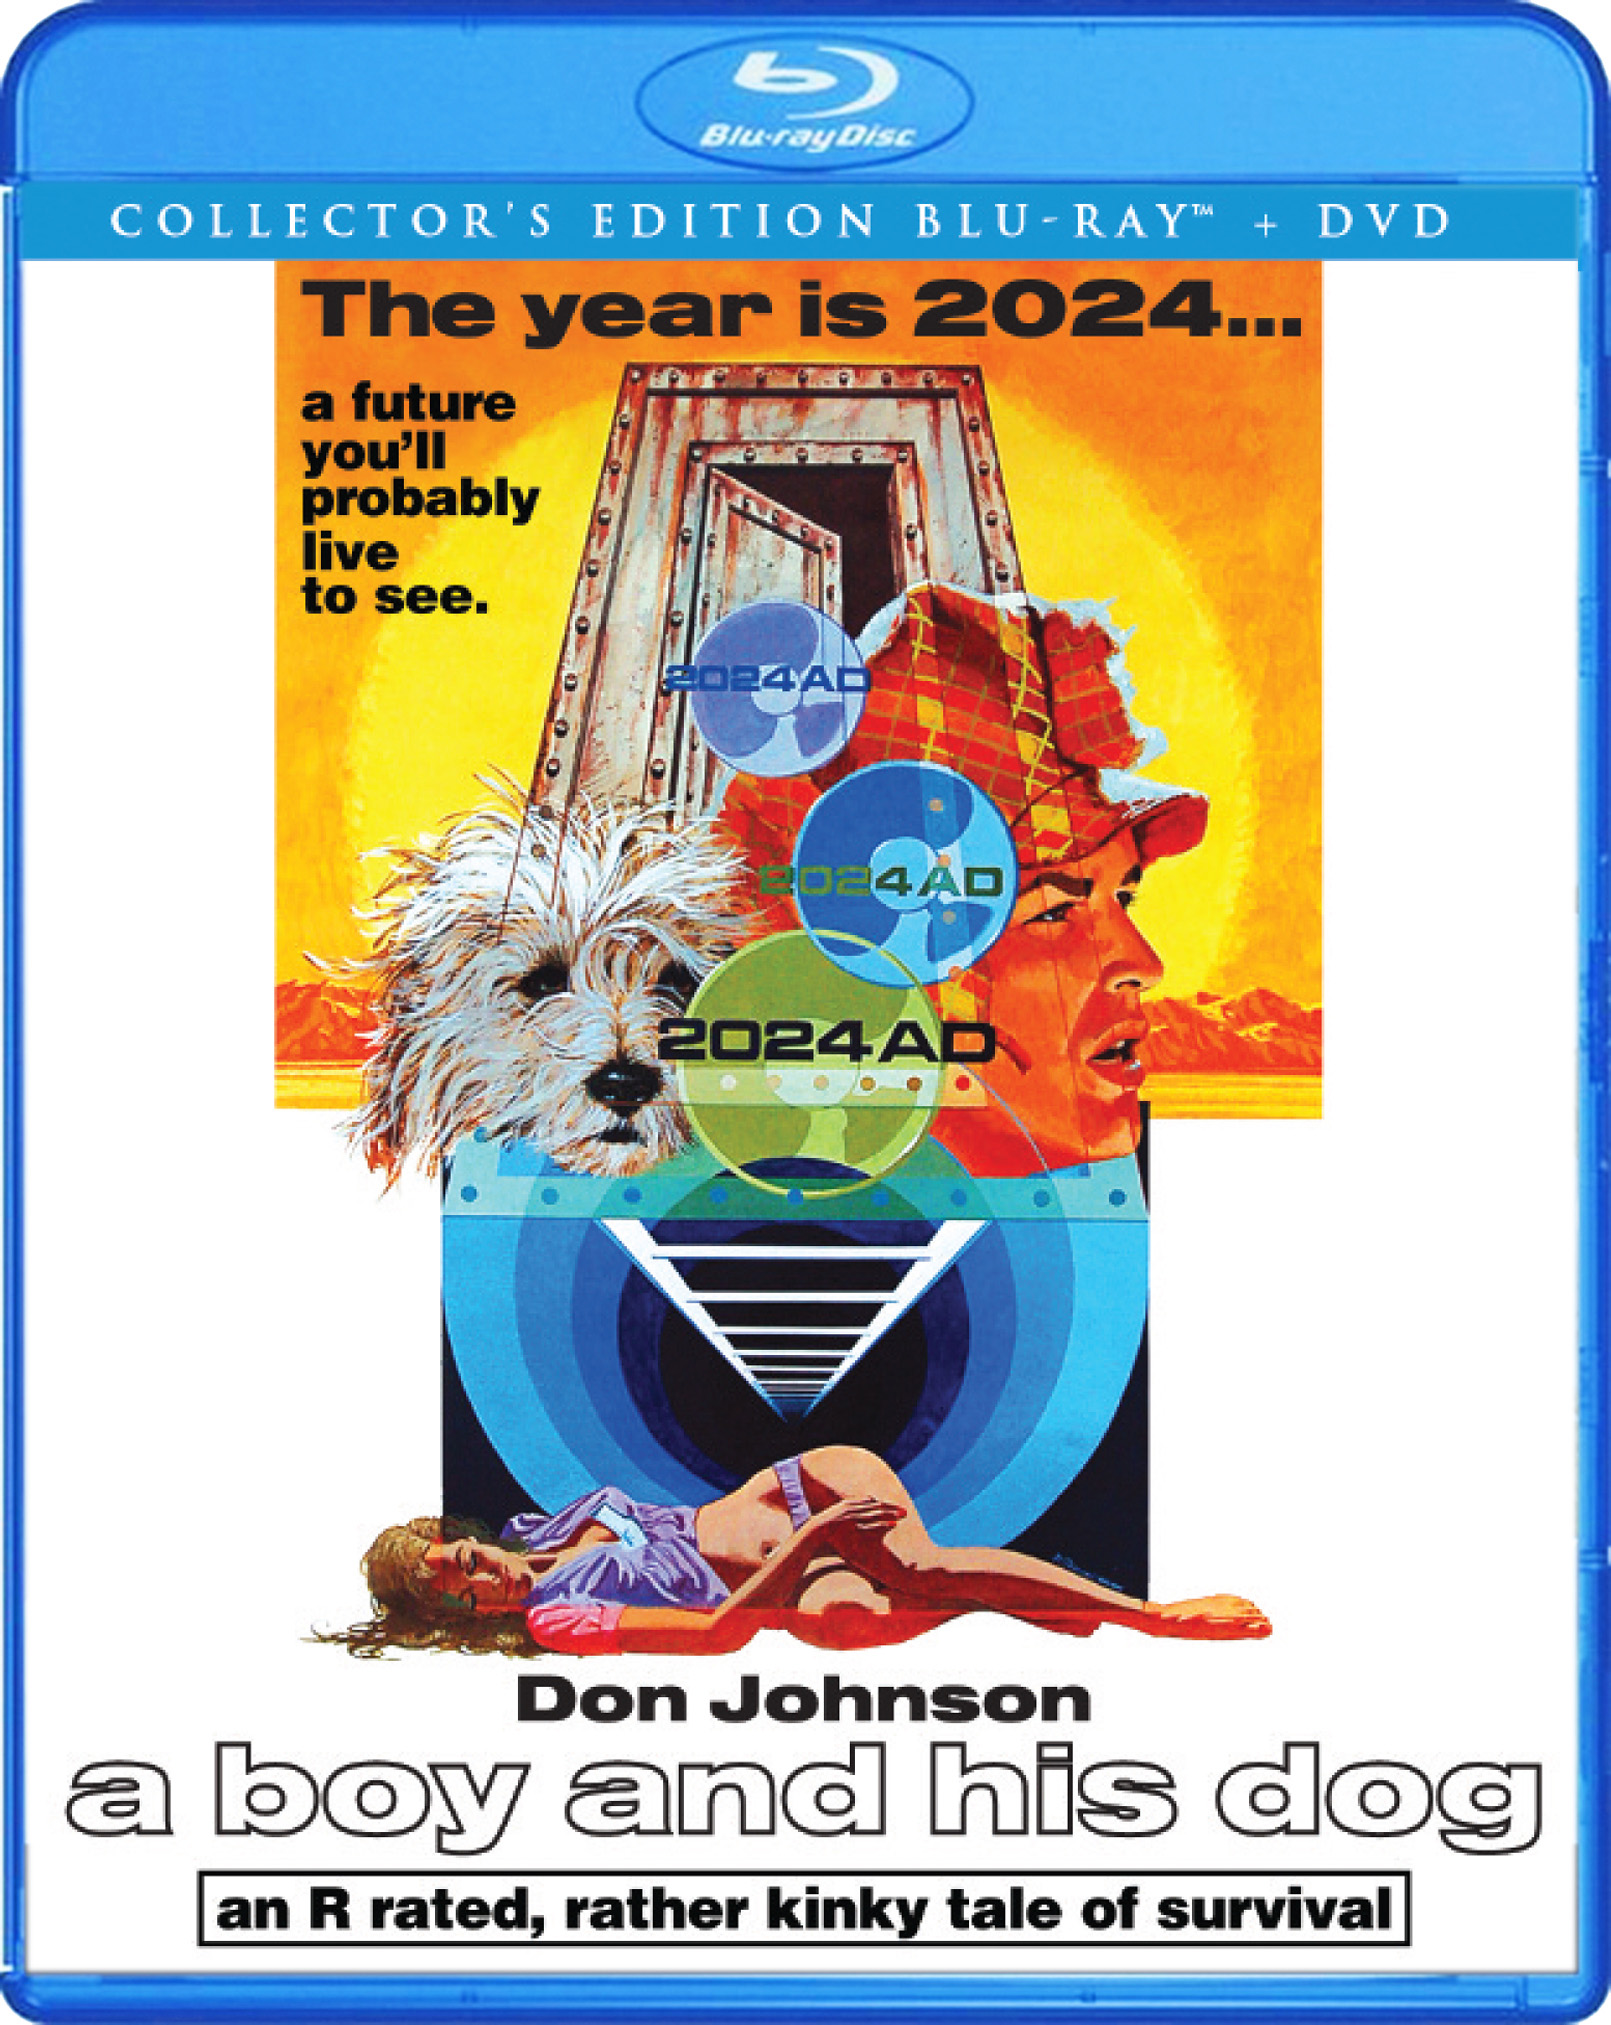 Blu-ray Disc
COLLECTOR'S EDITION BLU-RAY™ + DVD
The year is 2024...
a future
you'll
probably
live
to see.
2024AD
2024AD
2024AD
Don Johnson
a boy and his dog
an R rated, rather kinky tale of survival